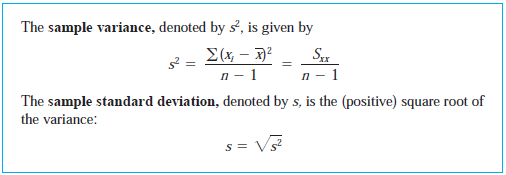 The sample variance, denoted by s², is given by
s² = Σ(xᵢ − x̄)² / n − 1 = Sₓₓ / n − 1
The sample standard deviation, denoted by s, is the (positive) square root of
the variance:
s = √s²